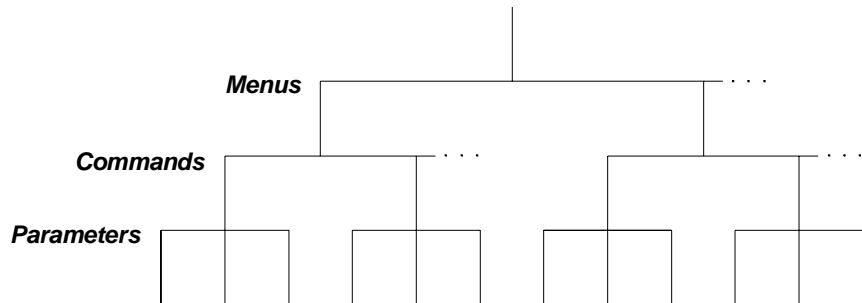 Menus
. . .
Commands
. . .
. . .
Parameters